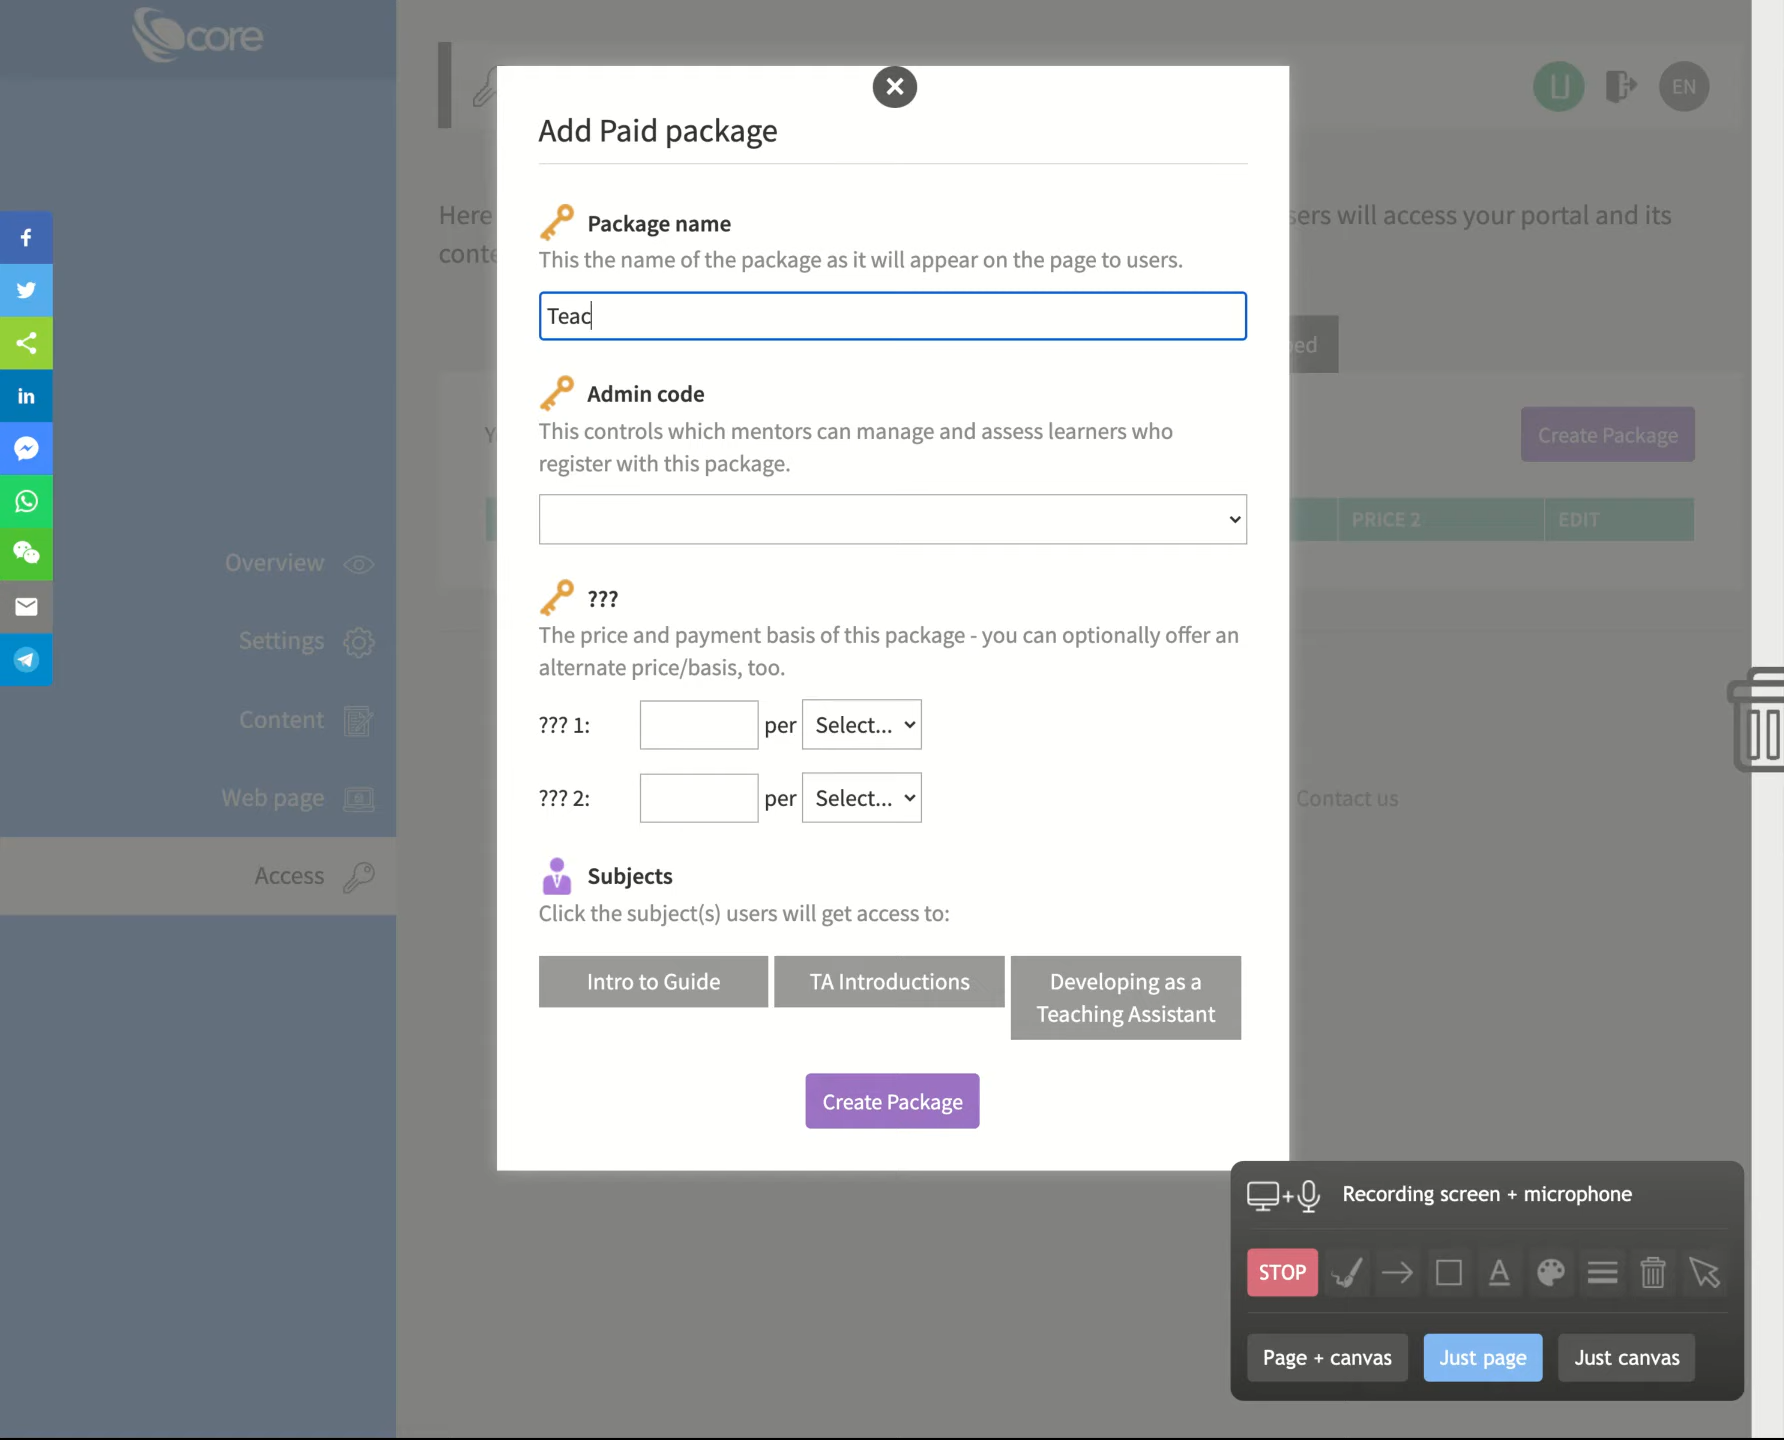 core
Overview
Settings
Content
Web page
Access
f
in
EN
Here
sers will access your portal and its
conte
ed
Y
Create Package
PRICE 2
EDIT
Contact us
Add Paid package
Package name
This the name of the package as it will appear on the page to users.
Teac
Admin code
This controls which mentors can manage and assess learners who
register with this package.
???
The price and payment basis of this package - you can optionally offer an
alternate price/basis, too.
??? 1: per Select...
??? 2: per Select...
Subjects
Click the subject(s) users will get access to:
Intro to Guide
TA Introductions
Developing as a
Teaching Assistant
Create Package
Recording screen + microphone
STOP
A
Page + canvas
Just page
Just canvas